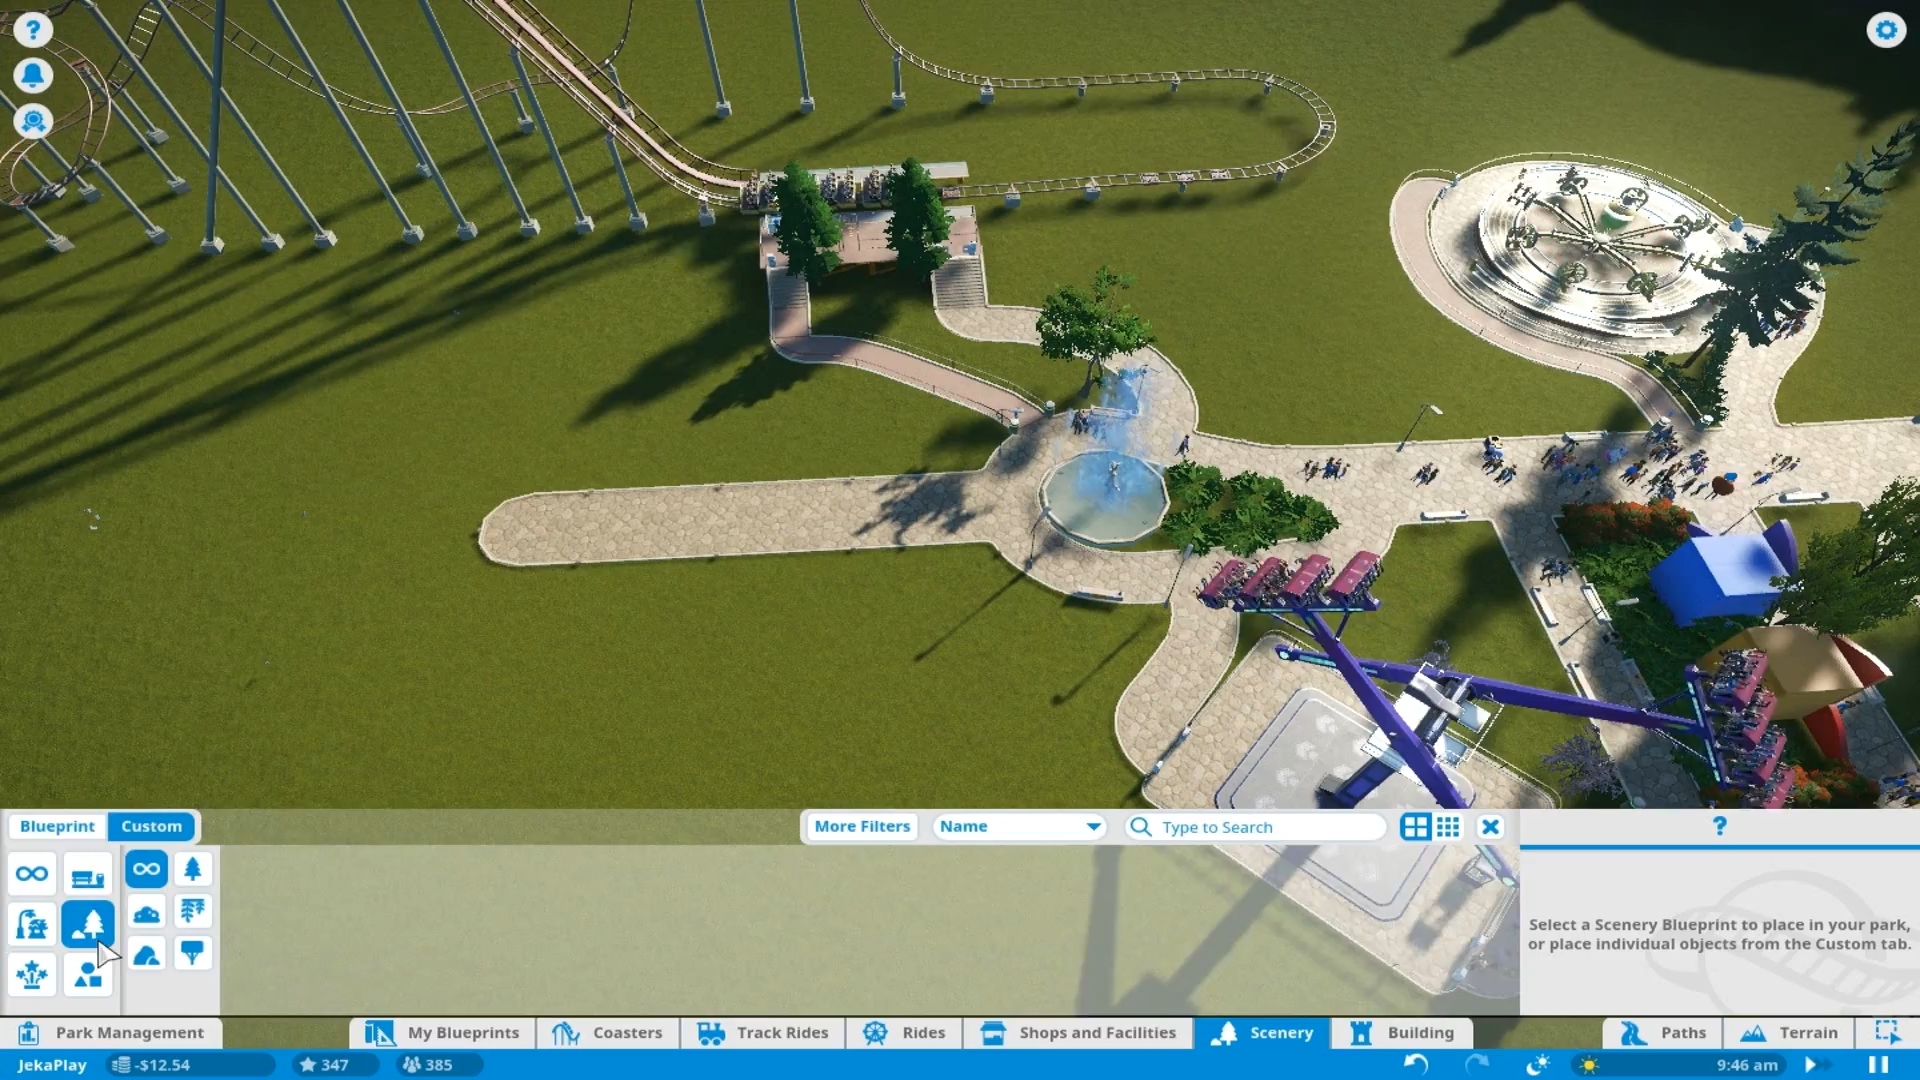 Blueprint
Custom
More Filters
Name
Type to Search
Select a Scenery Blueprint to place in your park,
or place individual objects from the Custom tab.
Park Management
My Blueprints
Coasters
Track Rides
Rides
Shops and Facilities
Scenery
Building
Paths
Terrain
JekaPlay
-$12.54
347
385
9:46 am